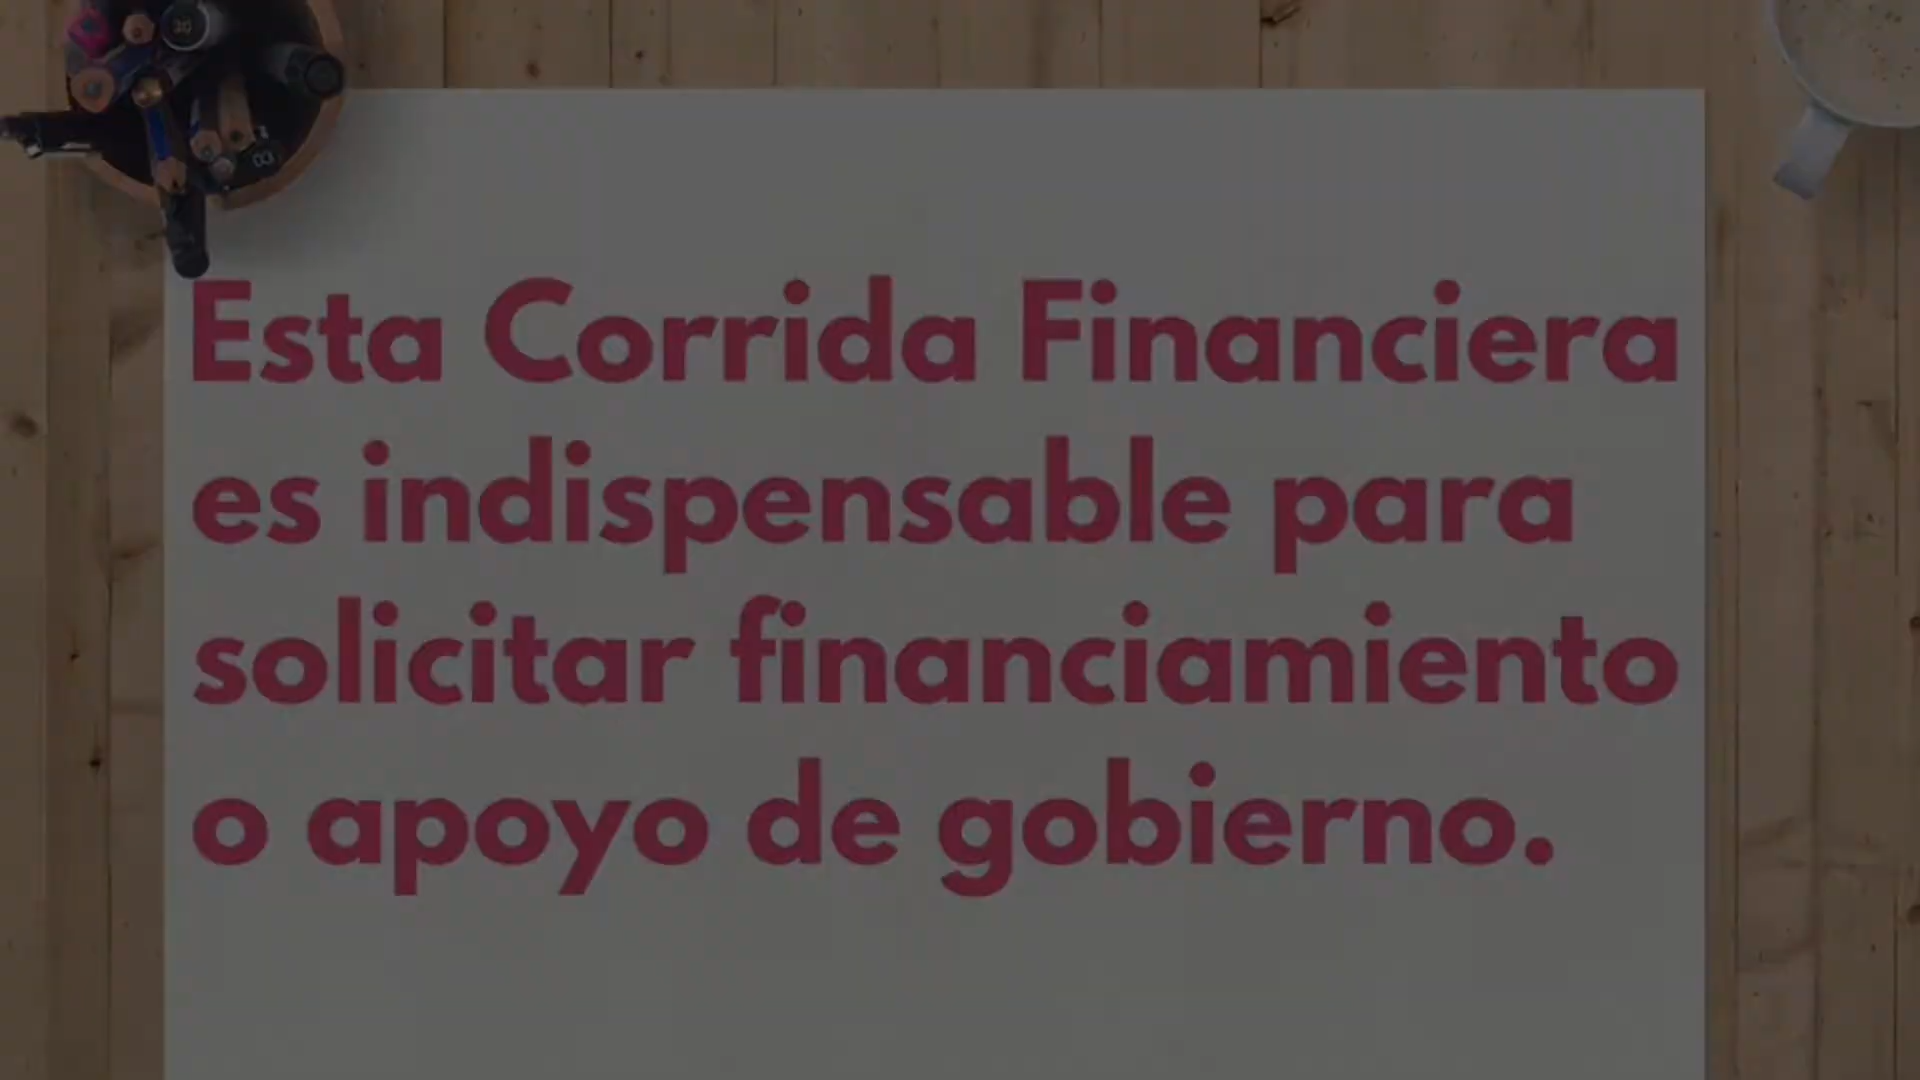 Esta Corrida Financiera
es indispensable para
solicitar financiamiento
o apoyo de gobierno.